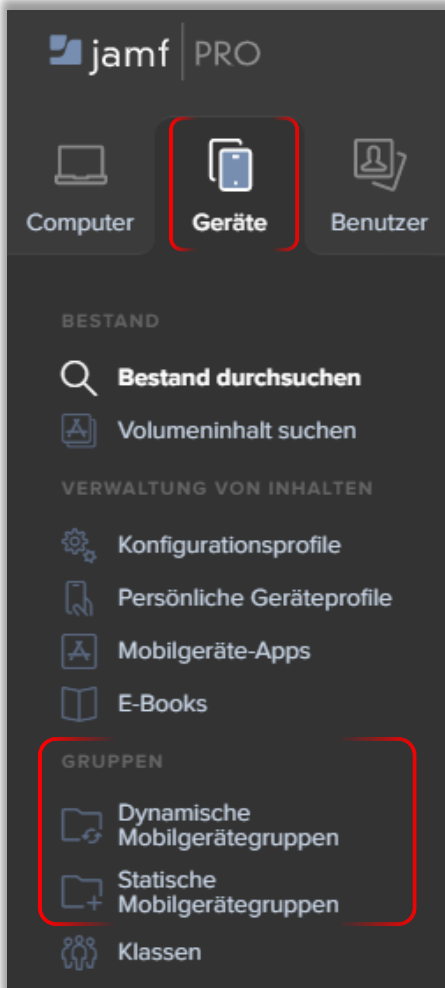 jamf PRO
Computer Geräte Benutzer
BESTAND
Bestand durchsuchen
Volumeninhalt suchen
VERWALTUNG VON INHALTEN
Konfigurationsprofile
Persönliche Geräteprofile
Mobilgeräte-Apps
E-Books
GRUPPEN
Dynamische
Mobilgerätegruppen
Statische
Mobilgerätegruppen
Klassen